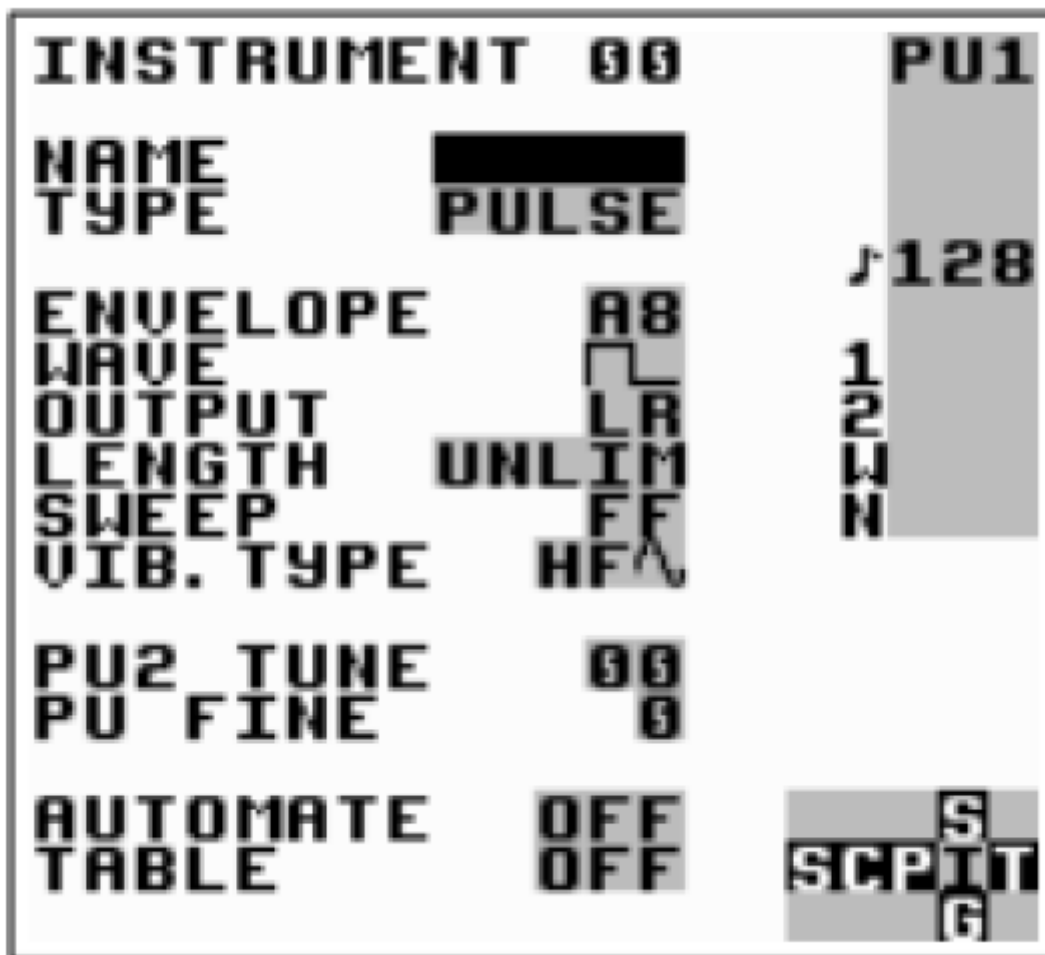 INSTRUMENT 00 PU1
NAME
TYPE PULSE
♪128
ENVELOPE A8
WAVE 1
OUTPUT LR 2
LENGTH UNLIM W
SWEEP FF N
VIB. TYPE HF
PU2 TUNE 00
PU FINE 0
AUTOMATE OFF S
TABLE OFF SCPIT
G